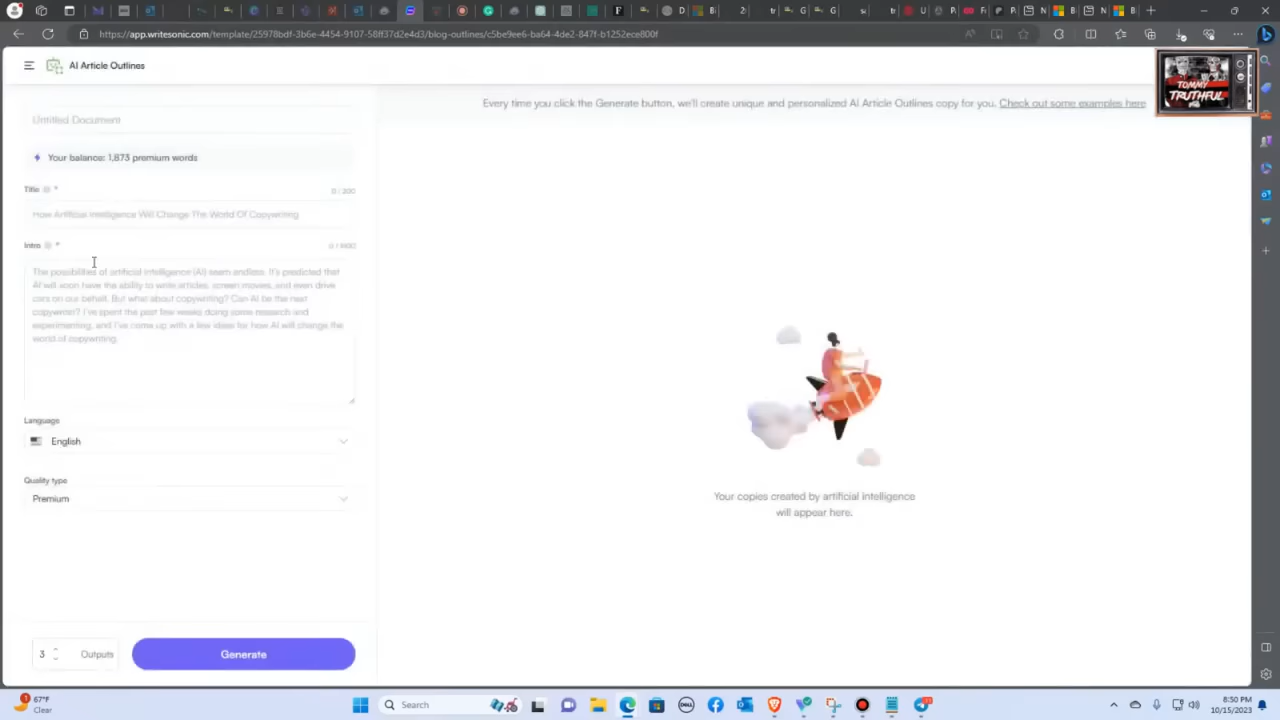 https://app.writesonic.com/template/25978bdf-3b6e-4454-9107-58ff37d2e4d3/blog-outlines/c5be9ee6-ba64-4de2-847f-b1252ece800f
AI Article Outlines
Every time you click the Generate button, we'll create unique and personalized AI Article Outlines copy for you. Check out some examples here
TOMMY
TRUTHFUL
Untitled Document
Your balance: 1,873 premium words
Title *
0 / 200
How Artificial Intelligence Will Change The World Of Copywriting
Intro *
The possibilities of artificial intelligence (AI) seem endless. It's predicted that
AI will soon have the ability to write articles, screen movies, and even drive
cars on our behalf. But what about copywriting? Can AI be the next
copywriter? I've spent the past few weeks doing some research and
experimenting, and I've come up with a few ideas for how AI will change the
world of copywriting.
Language
English
Quality type
Premium
Your copies created by artificial intelligence
will appear here.
3 Outputs
Generate
67°F
Clear
Search
8:50 PM
10/15/2023